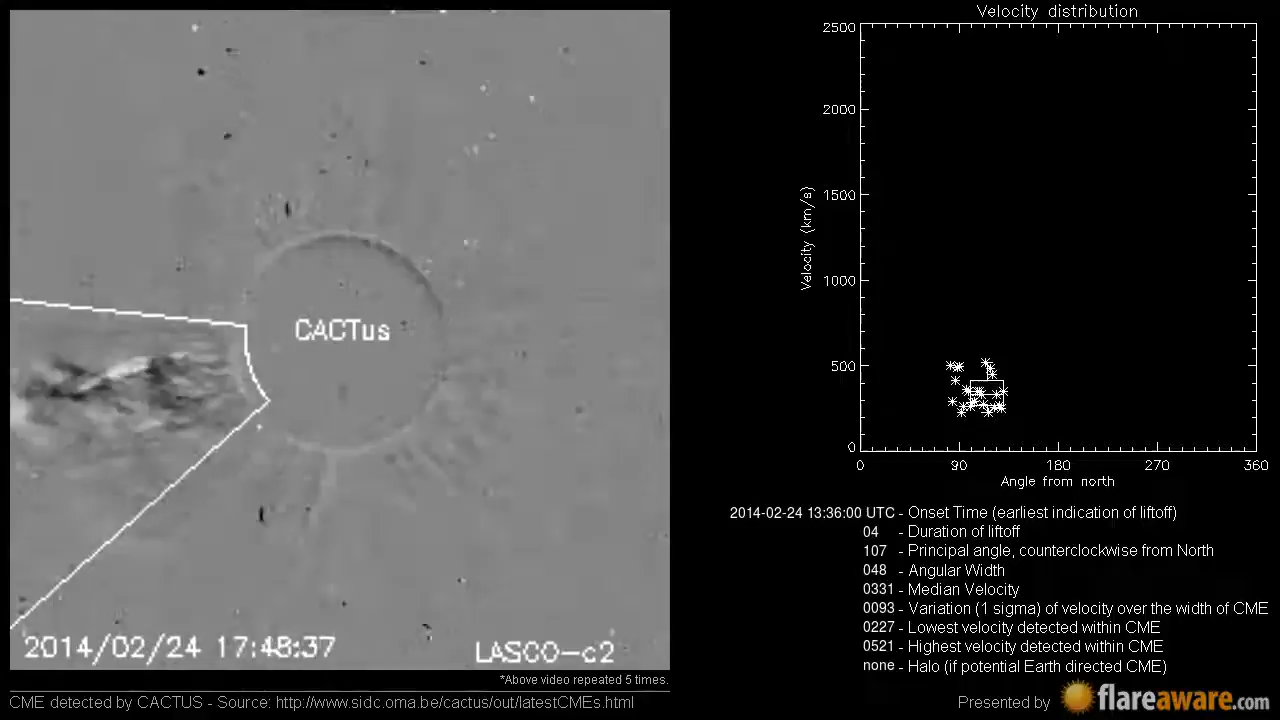 CACTus
2014/02/24 17:48:37
LASCO-c2
*Above video repeated 5 times.
CME detected by CACTUS - Source: http://www.sidc.oma.be/cactus/out/latestCMEs.html
Velocity distribution
Velocity (km/s)
2500
2000
1500
1000
500
0
0 90 180 270 360
Angle from north
2014-02-24 13:36:00 UTC - Onset Time (earliest indication of liftoff)
04 - Duration of liftoff
107 - Principal angle, counterclockwise from North
048 - Angular Width
0331 - Median Velocity
0093 - Variation (1 sigma) of velocity over the width of CME
0227 - Lowest velocity detected within CME
0521 - Highest velocity detected within CME
none - Halo (if potential Earth directed CME)
Presented by flareaware.com